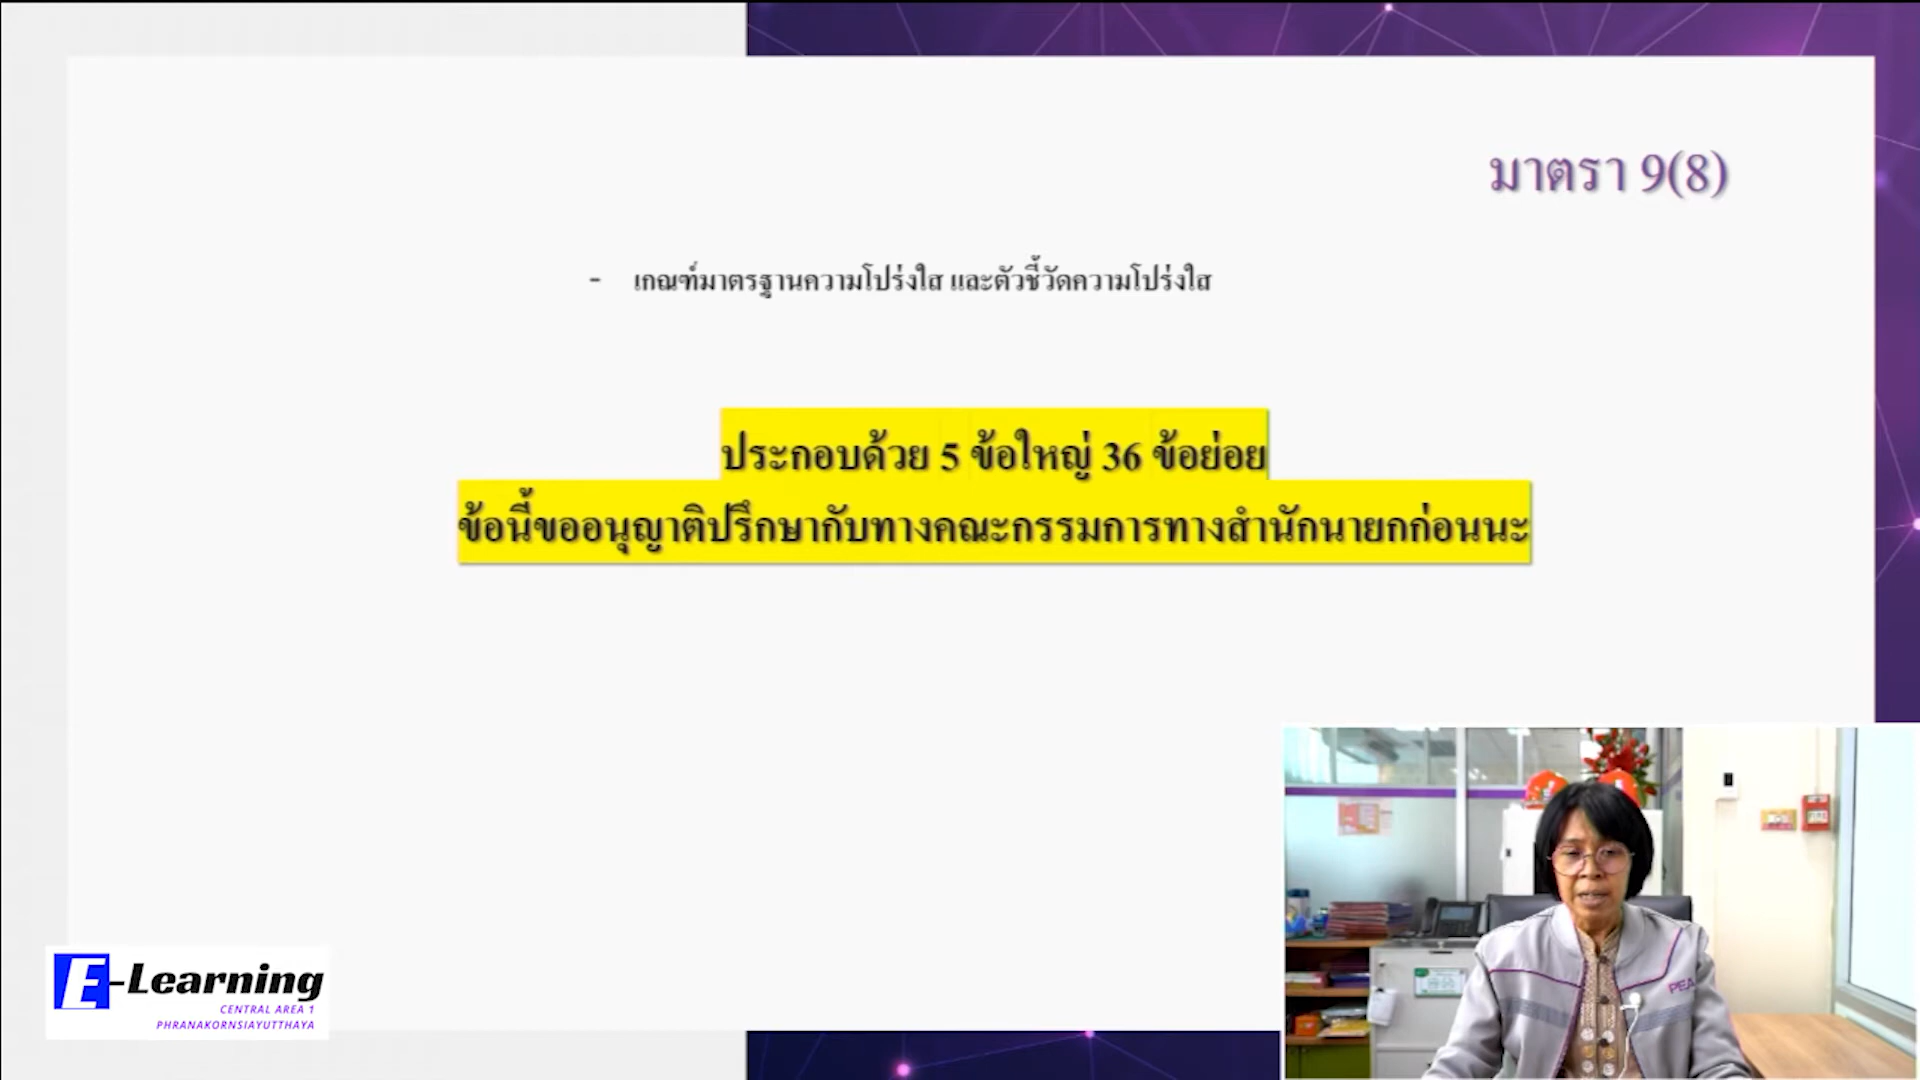 มาตรา 9(8)
- เกณฑ์มาตรฐานความโปร่งใส และตัวชี้วัดความโปร่งใส
ประกอบด้วย 5 ข้อใหญ่ 36 ข้อย่อย
ข้อนี้ขออนุญาติปรึกษากับทางคณะกรรมการทางสำนักนายกก่อนนะ
E-Learning
CENTRAL AREA 1
PHRANAKORNSIAYUTTHAYA
PEA